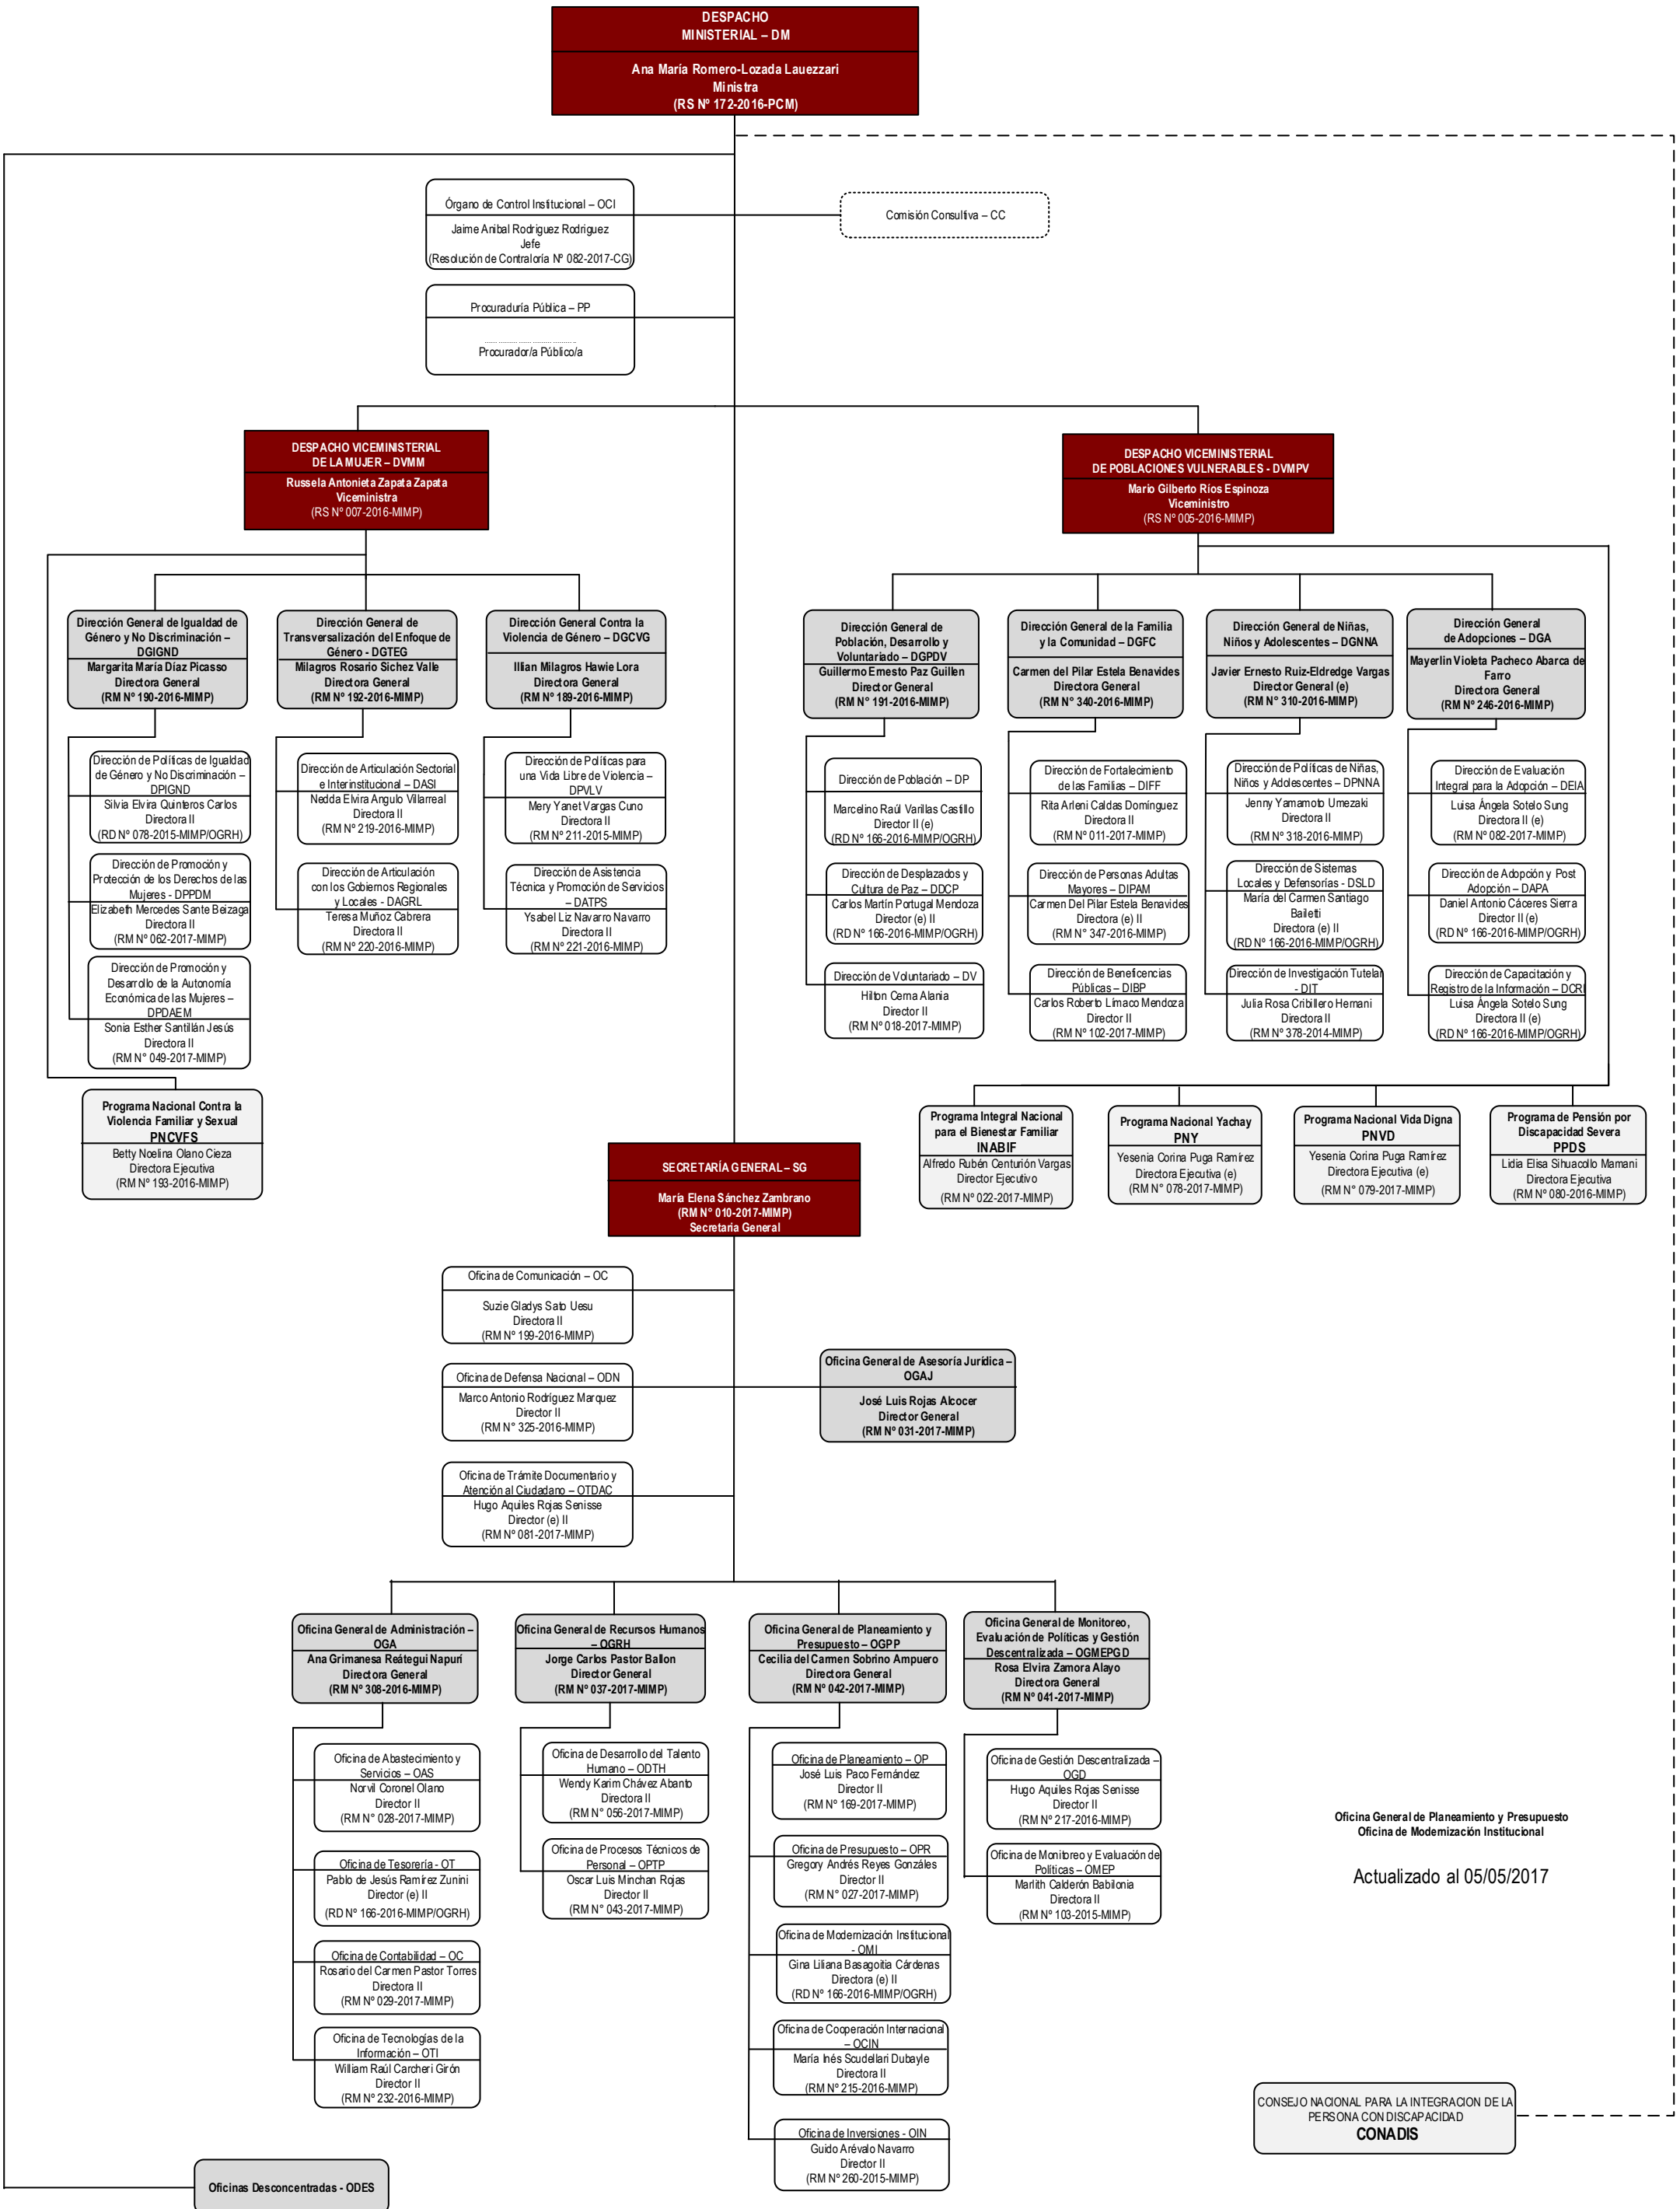 DESPACHO
MINISTERIAL – DM
Ana María Romero-Lozada Lauezzari
Ministra
(RS Nº 172-2016-PCM)
Órgano de Control Institucional – OCI
Jaime Anibal Rodriguez Rodriguez
Jefe
(Resolución de Contraloría Nº 082-2017-CG)
Comisión Consultiva – CC
Procuraduría Pública – PP
Procurador/a Público/a
DESPACHO VICEMINISTERIAL
DE LA MUJER – DVMM
Russela Antonieta Zapata Zapata
Viceministra
(RS Nº 007-2016-MIMP)
DESPACHO VICEMINISTERIAL
DE POBLACIONES VULNERABLES - DVMPV
Mario Gilberto Ríos Espinoza
Viceministro
(RS Nº 005-2016-MIMP)
Dirección General de Igualdad de
Género y No Discriminación –
DGIGND
Margarita María Díaz Picasso
Directora General
(RM Nº 190-2016-MIMP)
Dirección General de
Transversalización del Enfoque de
Género - DGTEG
Milagros Rosario Sichez Valle
Directora General
(RM Nº 192-2016-MIMP)
Dirección General Contra la
Violencia de Género – DGCVG
Illian Milagros Hawie Lora
Directora General
(RM Nº 189-2016-MIMP)
Dirección General de
Población, Desarrollo y
Voluntariado – DGPDV
Guillermo Ernesto Paz Guillen
Director General
(RM Nº 191-2016-MIMP)
Dirección General de la Familia
y la Comunidad – DGFC
Carmen del Pilar Estela Benavides
Directora General
(RM Nº 340-2016-MIMP)
Dirección General de Niñas,
Niños y Adolescentes – DGNNA
Javier Ernesto Ruiz-Eldredge Vargas
Director General (e)
(RM Nº 310-2016-MIMP)
Dirección General
de Adopciones – DGA
Mayerlin Violeta Pacheco Abarca de
Farro
Directora General
(RM Nº 246-2016-MIMP)
Dirección de Políticas de Igualdad
de Género y No Discriminación –
DPIGND
Silvia Elvira Quinteros Carlos
Directora II
(RD Nº 078-2015-MIMP/OGRH)
Dirección de Articulación Sectorial
e Interinstitucional – DASI
Nedda Elvira Angulo Villarreal
Directora II
(RM Nº 219-2016-MIMP)
Dirección de Políticas para
una Vida Libre de Violencia –
DPVLV
Mery Yanet Vargas Cuno
Directora II
(RM Nº 211-2015-MIMP)
Dirección de Población – DP
Marcelino Raúl Varillas Castillo
Director II (e)
(RD Nº 166-2016-MIMP/OGRH)
Dirección de Fortalecimiento
de las Familias – DIFF
Rita Arleni Caldas Domínguez
Directora II
(RM Nº 011-2017-MIMP)
Dirección de Políticas de Niñas,
Niños y Adolescentes – DPNNA
Jenny Yamamoto Umezaki
Directora II
(RM Nº 318-2016-MIMP)
Dirección de Evaluación
Integral para la Adopción – DEIA
Luisa Ángela Sotelo Sung
Directora II (e)
(RM Nº 082-2017-MIMP)
Dirección de Promoción y
Protección de los Derechos de las
Mujeres - DPPDM
Elizabeth Mercedes Sante Beizaga
Directora II
(RM Nº 062-2017-MIMP)
Dirección de Articulación
con los Gobiernos Regionales
y Locales - DAGRL
Teresa Muñoz Cabrera
Directora II
(RM Nº 220-2016-MIMP)
Dirección de Asistencia
Técnica y Promoción de Servicios
– DATPS
Ysabel Liz Navarro Navarro
Directora II
(RM Nº 221-2016-MIMP)
Dirección de Desplazados y
Cultura de Paz – DDCP
Carlos Martín Portugal Mendoza
Director (e) II
(RD Nº 166-2016-MIMP/OGRH)
Dirección de Personas Adultas
Mayores – DIPAM
Carmen Del Pilar Estela Benavides
Directora (e) II
(RM Nº 347-2016-MIMP)
Dirección de Sistemas
Locales y Defensorías - DSLD
María del Carmen Santiago
Bailetti
Directora (e) II
(RD Nº 166-2016-MIMP/OGRH)
Dirección de Adopción y Post
Adopción – DAPA
Daniel Antonio Cáceres Sierra
Director II (e)
(RD Nº 166-2016-MIMP/OGRH)
Dirección de Promoción y
Desarrollo de la Autonomía
Económica de las Mujeres –
DPDAEM
Sonia Esther Santillán Jesús
Directora II
(RM N° 049-2017-MIMP)
Dirección de Voluntariado – DV
Hilton Cerna Alania
Director II
(RM Nº 018-2017-MIMP)
Dirección de Beneficencias
Públicas – DIBP
Carlos Roberto Límaco Mendoza
Director II
(RM N° 102-2017-MIMP)
Dirección de Investigación Tutelar
- DIT
Julia Rosa Cribillero Hernani
Directora II
(RM Nº 378-2014-MIMP)
Dirección de Capacitación y
Registro de la Información – DCRI
Luisa Ángela Sotelo Sung
Directora II (e)
(RD Nº 166-2016-MIMP/OGRH)
Programa Nacional Contra la
Violencia Familiar y Sexual
PNCVFS
Betty Noelina Olano Cieza
Directora Ejecutiva
(RM Nº 193-2016-MIMP)
Programa Integral Nacional
para el Bienestar Familiar
INABIF
Alfredo Rubén Centurión Vargas
Director Ejecutivo
(RM Nº 022-2017-MIMP)
Programa Nacional Yachay
PNY
Yesenia Corina Puga Ramírez
Directora Ejecutiva (e)
(RM Nº 078-2017-MIMP)
Programa Nacional Vida Digna
PNVD
Yesenia Corina Puga Ramírez
Directora Ejecutiva (e)
(RM Nº 079-2017-MIMP)
Programa de Pensión por
Discapacidad Severa
PPDS
Lidia Elisa Sihuacollo Mamani
Directora Ejecutiva
(RM Nº 080-2016-MIMP)
SECRETARÍA GENERAL – SG
María Elena Sánchez Zambrano
(RM N° 010-2017-MIMP)
Secretaria General
Oficina de Comunicación – OC
Suzie Gladys Sato Uesu
Directora II
(RM Nº 199-2016-MIMP)
Oficina de Defensa Nacional – ODN
Marco Antonio Rodríguez Marquez
Director II
(RM N° 325-2016-MIMP)
Oficina General de Asesoría Jurídica –
OGAJ
José Luis Rojas Alcocer
Director General
(RM Nº 031-2017-MIMP)
Oficina de Trámite Documentario y
Atención al Ciudadano – OTDAC
Hugo Aquiles Rojas Senisse
Director (e) II
(RM Nº 081-2017-MIMP)
Oficina General de Administración –
OGA
Ana Grimanesa Reátegui Napurí
Directora General
(RM Nº 308-2016-MIMP)
Oficina General de Recursos Humanos
– OGRH
Jorge Carlos Pastor Ballon
Director General
(RM Nº 037-2017-MIMP)
Oficina General de Planeamiento y
Presupuesto – OGPP
Cecilia del Carmen Sobrino Ampuero
Directora General
(RM Nº 042-2017-MIMP)
Oficina General de Monitoreo,
Evaluación de Políticas y Gestión
Descentralizada – OGMEPGD
Rosa Elvira Zamora Alayo
Directora General
(RM Nº 041-2017-MIMP)
Oficina de Abastecimiento y
Servicios – OAS
Norvil Coronel Olano
Director II
(RM N° 028-2017-MIMP)
Oficina de Desarrollo del Talento
Humano – ODTH
Wendy Karim Chávez Abanto
Directora II
(RM N° 056-2017-MIMP)
Oficina de Planeamiento – OP
José Luis Paco Fernández
Director II
(RM N° 169-2017-MIMP)
Oficina de Gestión Descentralizada –
OGD
Hugo Aquiles Rojas Senisse
Director II
(RM N° 217-2016-MIMP)
Oficina General de Planeamiento y Presupuesto
Oficina de Modernización Institucional
Actualizado al 05/05/2017
Oficina de Tesorería - OT
Pablo de Jesús Ramírez Zunini
Director (e) II
(RD Nº 166-2016-MIMP/OGRH)
Oficina de Procesos Técnicos de
Personal – OPTP
Oscar Luis Minchan Rojas
Director II
(RM N° 043-2017-MIMP)
Oficina de Presupuesto – OPR
Gregory Andrés Reyes Gonzáles
Director II
(RM N° 027-2017-MIMP)
Oficina de Monitoreo y Evaluación de
Políticas – OMEP
Marlith Calderón Babilonia
Directora II
(RM N° 103-2015-MIMP)
Oficina de Contabilidad – OC
Rosario del Carmen Pastor Torres
Directora II
(RM Nº 029-2017-MIMP)
Oficina de Modernización Institucional
- OMI
Gina Liliana Basagoitia Cárdenas
Directora (e) II
(RD Nº 166-2016-MIMP/OGRH)
Oficina de Tecnologías de la
Información – OTI
William Raúl Carcheri Girón
Director II
(RM Nº 232-2016-MIMP)
Oficina de Cooperación Internacional
– OCIN
María Inés Scudellari Dubayle
Directora II
(RM Nº 215-2016-MIMP)
Oficina de Inversiones - OIN
Guido Arévalo Navarro
Director II
(RM Nº 260-2015-MIMP)
CONSEJO NACIONAL PARA LA INTEGRACION DE LA
PERSONA CON DISCAPACIDAD
CONADIS
Oficinas Desconcentradas - ODES